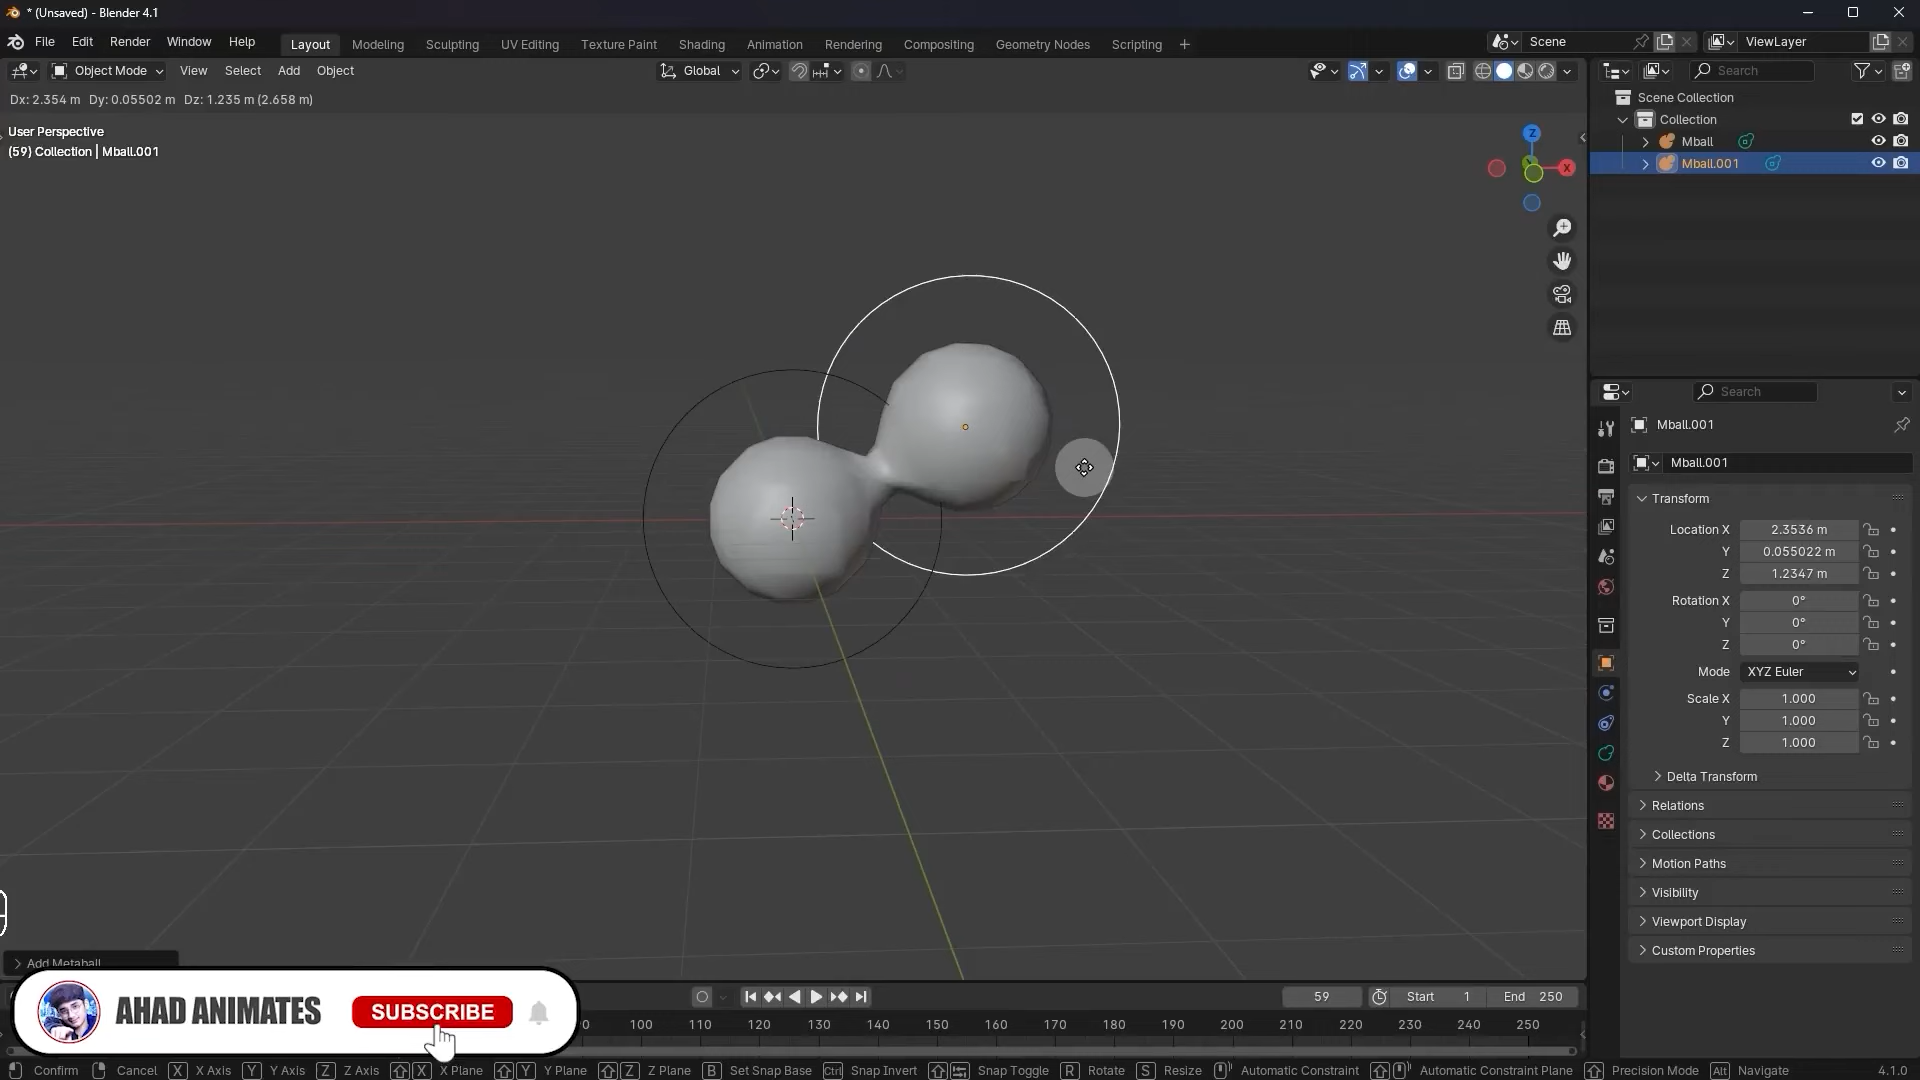 * (Unsaved) - Blender 4.1
File Edit Render Window Help
Layout Modeling Sculpting UV Editing Texture Paint Shading Animation Rendering Compositing Geometry Nodes Scripting +
Scene
ViewLayer
Object Mode View Select Add Object
Global
Search
Dx: 2.354 m Dy: 0.05502 m Dz: 1.235 m (2.658 m)
User Perspective
(59) Collection | Mball.001
Z
X
Scene Collection
Collection
Mball
Mball.001
Search
Mball.001
Mball.001
Transform
Location X 2.3536 m
Y 0.055022 m
Z 1.2347 m
Rotation X 0°
Y 0°
Z 0°
Mode XYZ Euler
Scale X 1.000
Y 1.000
Z 1.000
Delta Transform
Relations
Collections
Motion Paths
Visibility
Viewport Display
Custom Properties
Add Metaball
AHAD ANIMATES SUBSCRIBE
59 Start 1 End 250
100 110 120 130 140 150 160 170 180 190 200 210 220 230 240 250
Confirm Cancel X X Axis Y Y Axis Z Z Axis X X Plane Y Y Plane Z Z Plane B Set Snap Base Ctrl Snap Invert Snap Toggle R Rotate S Resize Automatic Constraint Automatic Constraint Plane Precision Mode Alt Navigate 4.1.0